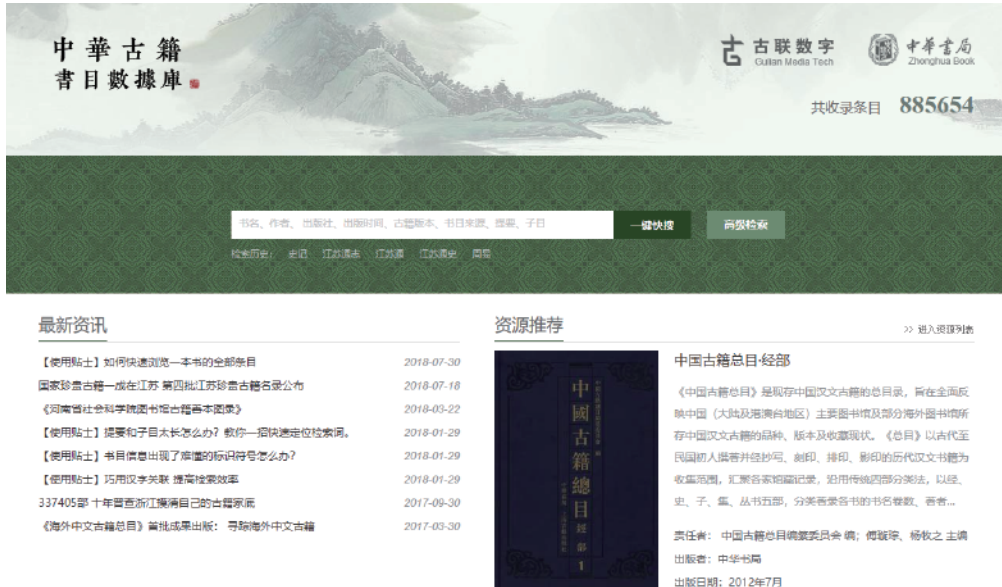 中華古籍
書目數據庫
古联数字
Gulian Media Tech
中华书局
Zhonghua Book
共收录条目 885654
书名、作者、出版社、出版时间、古籍版本、书目来源、提要、子目
一键快搜
高级检索
检索历史： 史记 江苏漕志 江苏漕 江苏漕史 周易
最新资讯
【使用贴士】如何快速浏览一本书的全部条目 2018-07-30
国家珍贵古籍一成在江苏 第四批江苏珍贵古籍名录公布 2018-07-18
《河南省社会科学院图书馆古籍善本图录》 2018-03-22
【使用贴士】提要和子目太长怎么办？教你一招快速定位检索词。 2018-01-29
【使用贴士】书目信息出现了难懂的标识符号怎么办？ 2018-01-29
【使用贴士】巧用汉字关联 提高检索效率 2018-01-29
337405部 十年普查浙江摸清自己的古籍家底 2017-09-30
《海外中文古籍总目》首批成果出版： 寻踪海外中文古籍 2017-03-30
资源推荐
>> 进入资源列表
中國古籍總目
經部
1
中国古籍总目·经部
《中国古籍总目》是现存中国汉文古籍的总目录，旨在全面反
映中国（大陆及港澳台地区）主要图书馆及部分海外图书馆所
存中国汉文古籍的品种、版本及收藏现状。《总目》以古代至
民国初人撰著并经抄写、刻印、排印、影印的历代汉文书籍为
收集范围，汇聚各家馆藏记录，沿用传统四部分类法，以经、
史、子、集、丛书五部，分类著录各书的书名卷数、著者...
责任者： 中国古籍总目编纂委员会 编；傅璇琮、杨牧之 主编
出版者：中华书局
出版日期：2012年7月